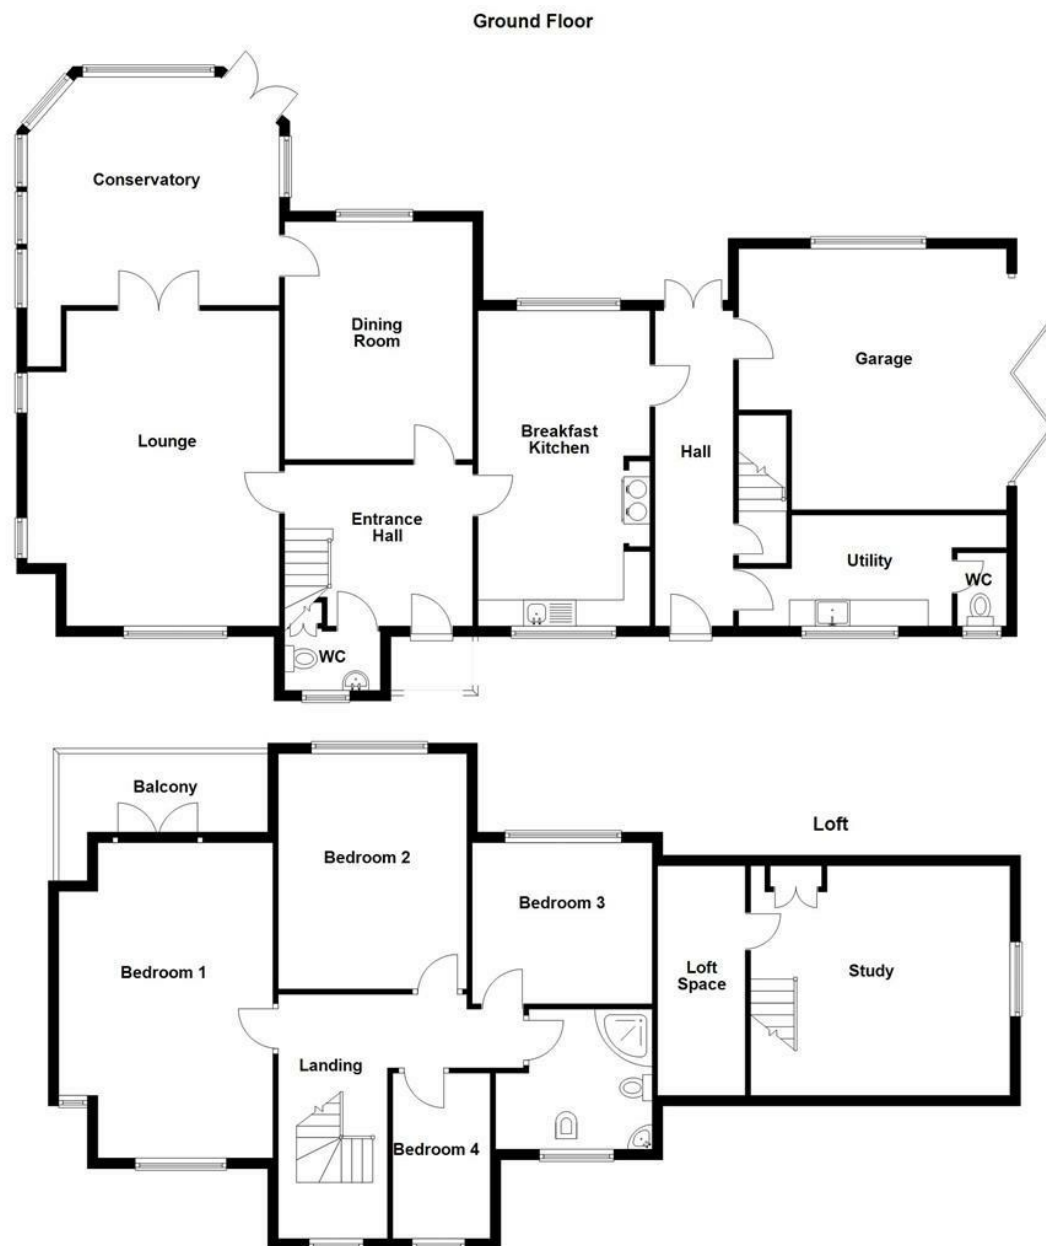 Ground Floor
Conservatory
Dining
Room
Garage
Lounge
Breakfast
Kitchen
Hall
Entrance
Hall
Utility
WC
WC
Balcony
Loft
Bedroom 2
Bedroom 3
Bedroom 1
Loft
Space
Study
Landing
Bedroom 4